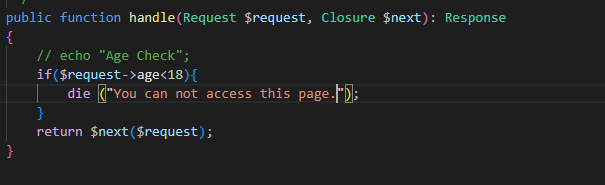 public function handle(Request $request, Closure $next): Response
{
    // echo "Age Check";
    if($request->age<18){
        die ("You can not access this page.");
    }
    return $next($request);
}